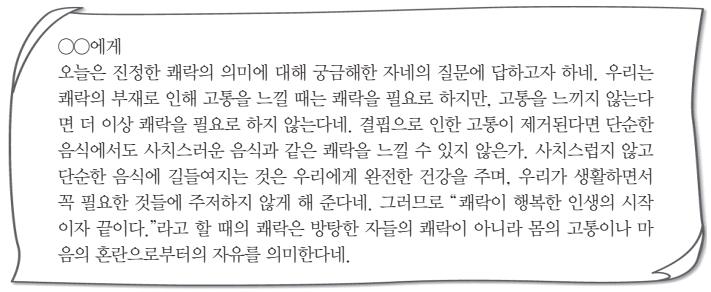 ○○에게
오늘은 진정한 쾌락의 의미에 대해 궁금해한 자네의 질문에 답하고자 하네. 우리는
쾌락의 부재로 인해 고통을 느낄 때는 쾌락을 필요로 하지만, 고통을 느끼지 않는다
면 더 이상 쾌락을 필요로 하지 않는다네. 결핍으로 인한 고통이 제거된다면 단순한
음식에서도 사치스러운 음식과 같은 쾌락을 느낄 수 있지 않은가. 사치스럽지 않고
단순한 음식에 길들여지는 것은 우리에게 완전한 건강을 주며, 우리가 생활하면서
꼭 필요한 것들에 주저하지 않게 해 준다네. 그러므로 “쾌락이 행복한 인생의 시작
이자 끝이다.”라고 할 때의 쾌락은 방탕한 자들의 쾌락이 아니라 몸의 고통이나 마
음의 혼란으로부터의 자유를 의미한다네.